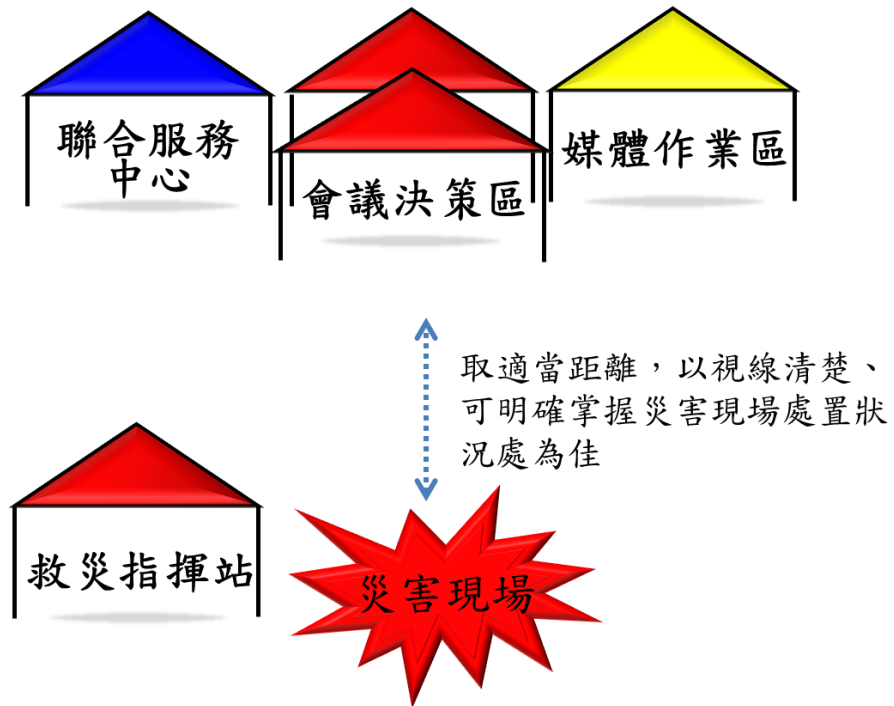 聯合服務
中心
會議決策區
媒體作業區
取適當距離，以視線清楚、
可明確掌握災害現場處置狀
況處為佳
救災指揮站
災害現場